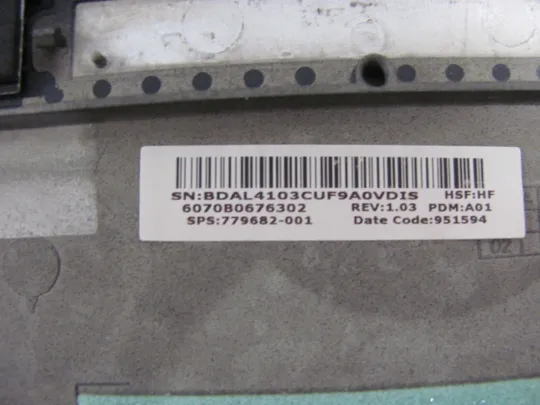 SN:BDAL4103CUF9A0VDIS HSF:HF
6070B0676302 REV:1.03 PDM:A01
SPS:779682-001 Date Code:951594
02